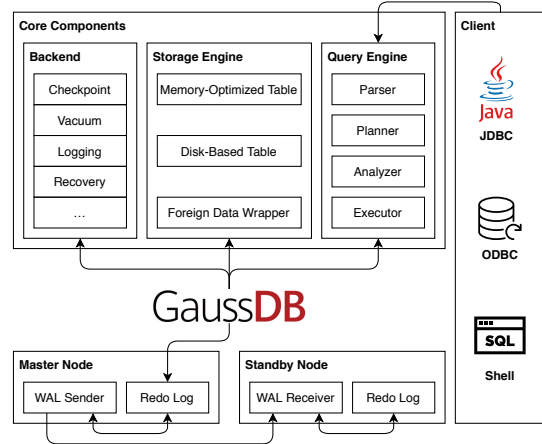 Core Components
Backend
Checkpoint
Vacuum
Logging
Recovery
...
Storage Engine
Memory-Optimized Table
Disk-Based Table
Foreign Data Wrapper
Query Engine
Parser
Planner
Analyzer
Executor
Client
Java
JDBC
ODBC
SQL
Shell
GaussDB
Master Node
WAL Sender
Redo Log
Standby Node
WAL Receiver
Redo Log